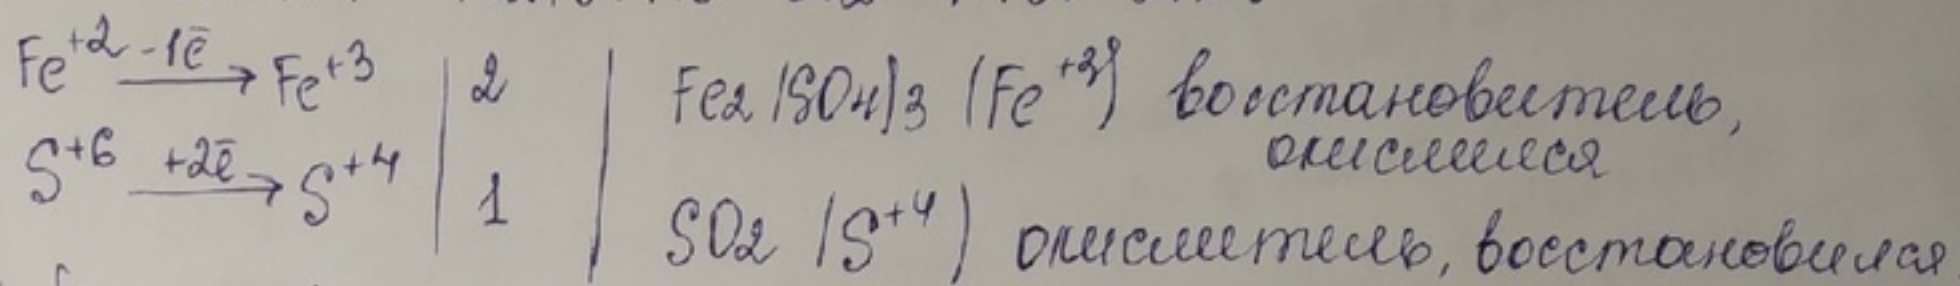 Fe⁺² -1ē → Fe⁺³ | 2 | Fe2(SO4)3 (Fe⁺³) восстановитель,
окислился
S⁺⁶ +2ē → S⁺⁴ | 1 | SO2 (S⁺⁴) окислитель, восстановился